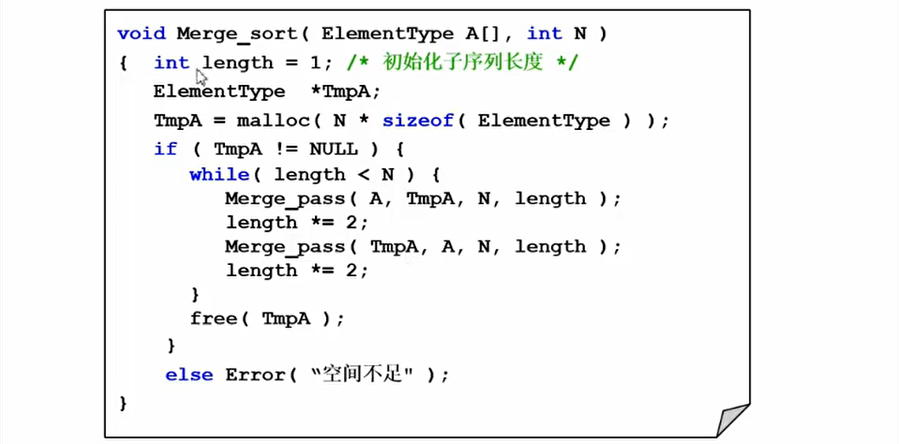 void Merge_sort( ElementType A[], int N )
{ int length = 1; /* 初始化子序列长度 */
ElementType *TmpA;
TmpA = malloc( N * sizeof( ElementType ) );
if ( TmpA != NULL ) {
while( length < N ) {
Merge_pass( A, TmpA, N, length );
length *= 2;
Merge_pass( TmpA, A, N, length );
length *= 2;
}
free( TmpA );
}
else Error( “空间不足" );
}